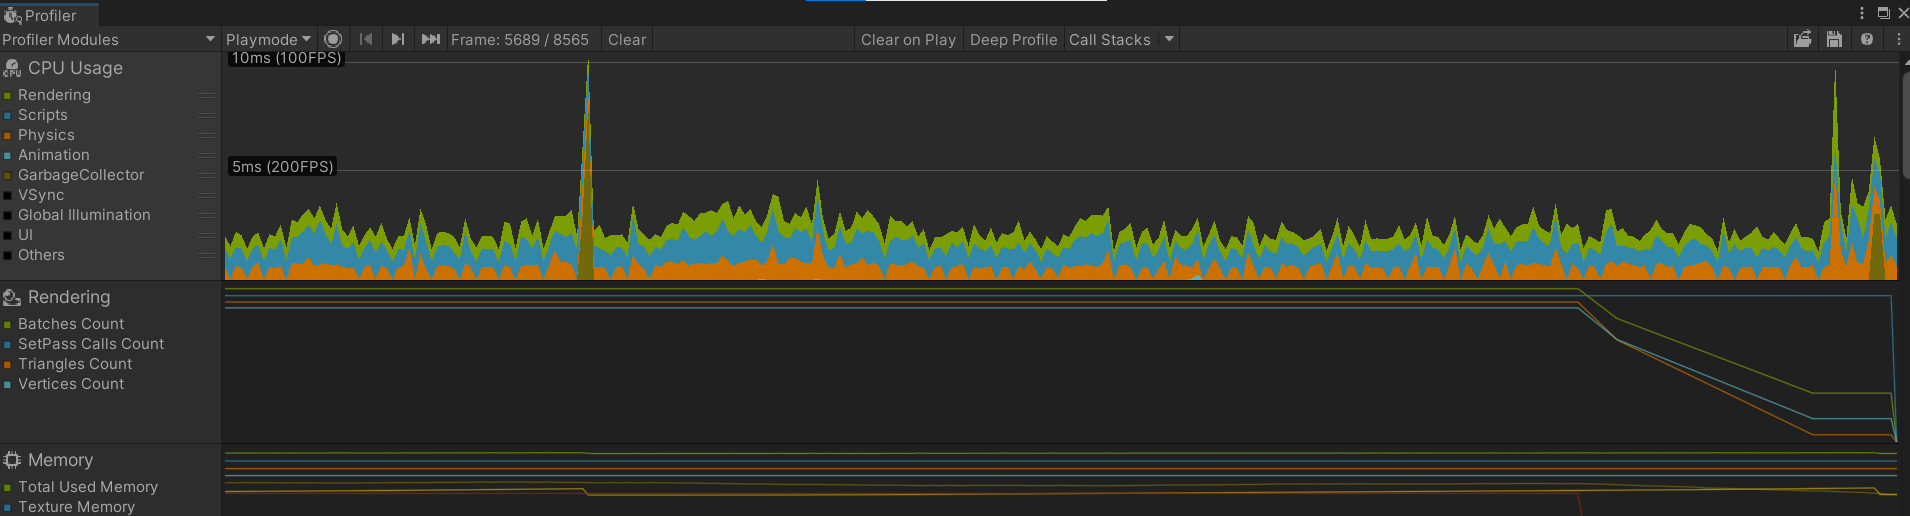 Profiler
Profiler Modules Playmode Frame: 5689 / 8565 Clear Clear on Play Deep Profile Call Stacks
CPU Usage
Rendering
Scripts
Physics
Animation
GarbageCollector
VSync
Global Illumination
UI
Others
10ms (100FPS)
5ms (200FPS)
Rendering
Batches Count
SetPass Calls Count
Triangles Count
Vertices Count
Memory
Total Used Memory
Texture Memory